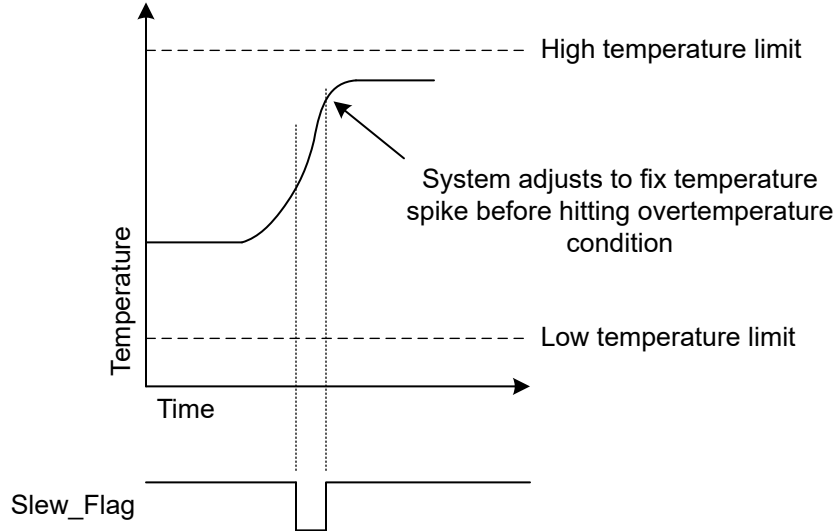 High temperature limit
System adjusts to fix temperature
spike before hitting overtemperature
condition
Temperature
Low temperature limit
Time
Slew_Flag